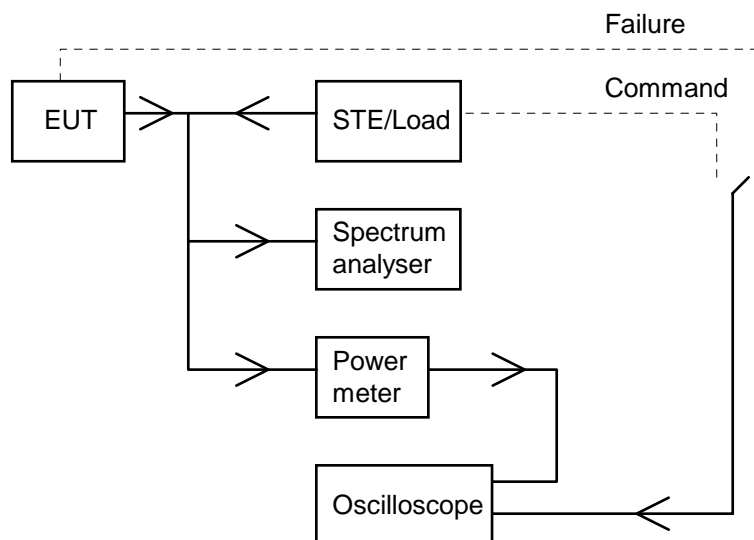 Failure
EUT
STE/Load
Command
Spectrum
analyser
Power
meter
Oscilloscope